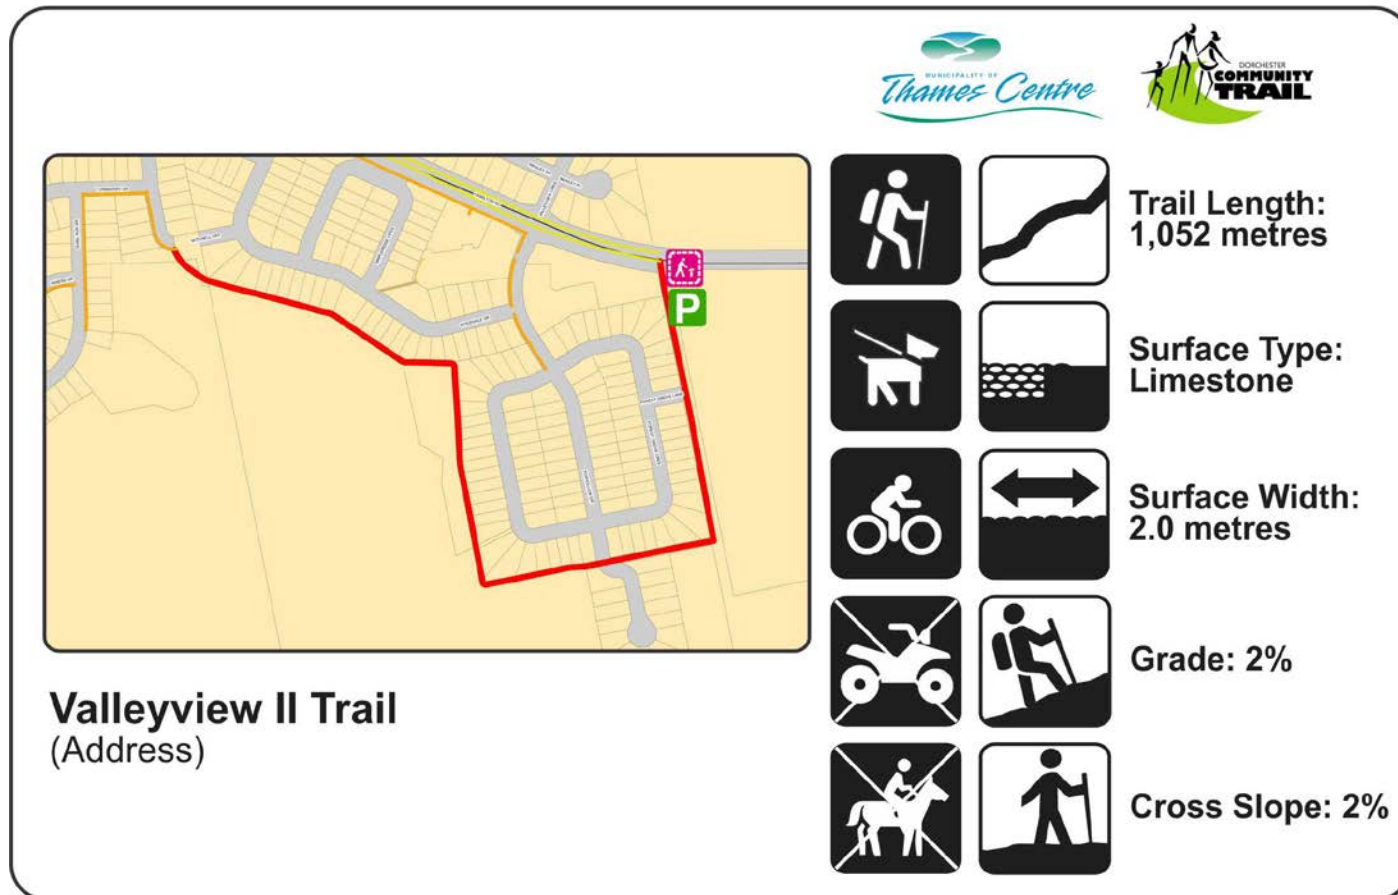 MUNICIPALITY OF
Thames Centre
DORCHESTER
COMMUNITY
TRAIL
P
Trail Length:
1,052 metres
Surface Type:
Limestone
Surface Width:
2.0 metres
Grade: 2%
Cross Slope: 2%
Valleyview II Trail
(Address)